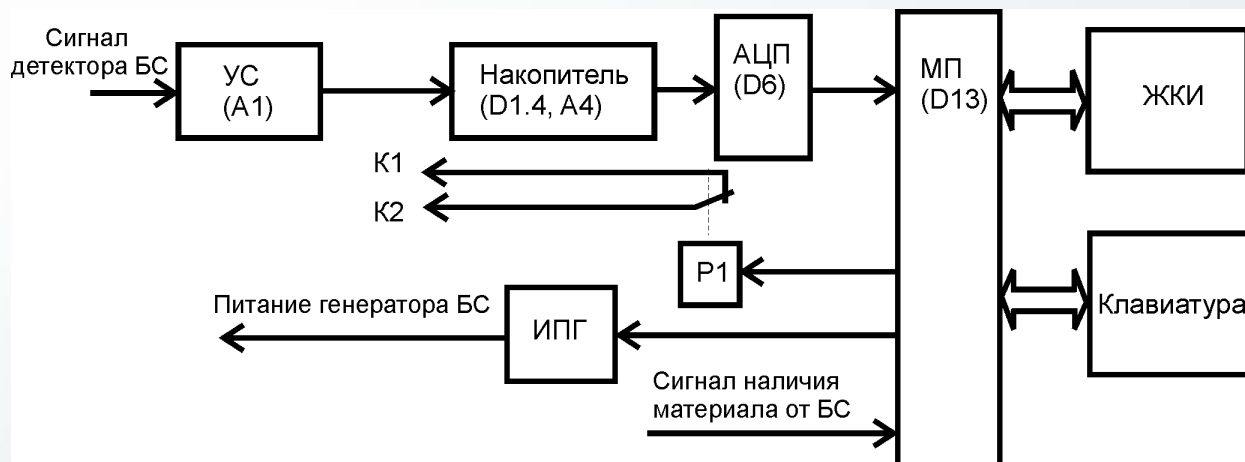 Сигнал
детектора БС
УС
(А1)
Накопитель
(D1.4, А4)
АЦП
(D6)
МП
(D13)
ЖКИ
К1
К2
Р1
Клавиатура
Питание генератора БС
ИПГ
Сигнал наличия
материала от БС